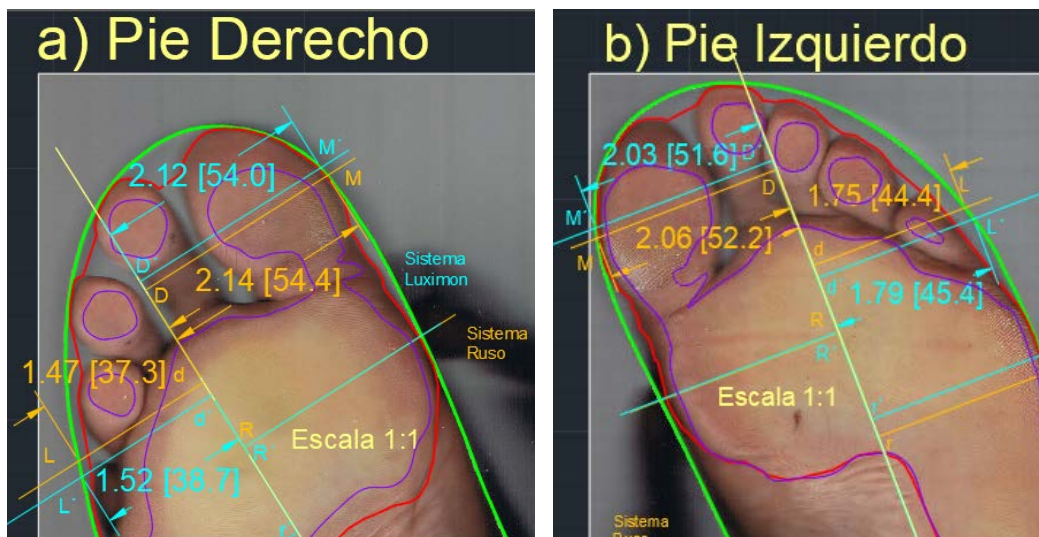 a) Pie Derecho
2.12 [54.0]
M´
M
D´
D
2.14 [54.4]
Sistema
Luximon
Sistema
Ruso
1.47 [37.3]
d
d´
R
R´
Escala 1:1
L
L´
1.52 [38.7]
r
b) Pie Izquierdo
2.03 [51.6]
D´
D
M´
M
1.75 [44.4]
L
L´
2.06 [52.2]
d
d´
1.79 [45.4]
R
R´
Escala 1:1
r´
r
Sistema